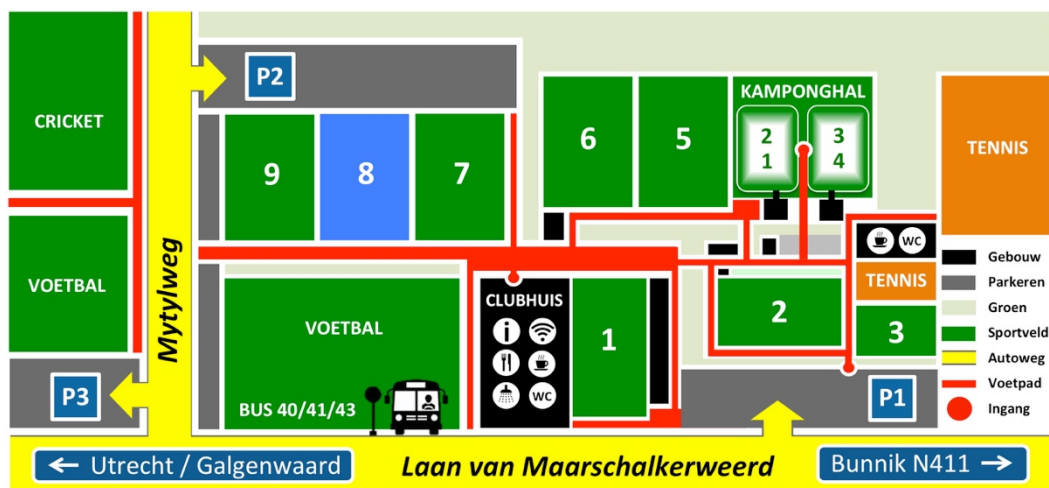 P2
CRICKET
9
8
7
6
5
KAMPONGHAL
2
1
3
4
TENNIS
WC
Mytylweg
VOETBAL
VOETBAL
CLUBHUIS
WC
1
2
TENNIS
3
Gebouw
Parkeren
Groen
Sportveld
Autoweg
Voetpad
Ingang
P3
BUS 40/41/43
P1
← Utrecht / Galgenwaard
Laan van Maarschalkerweerd
Bunnik N411 →